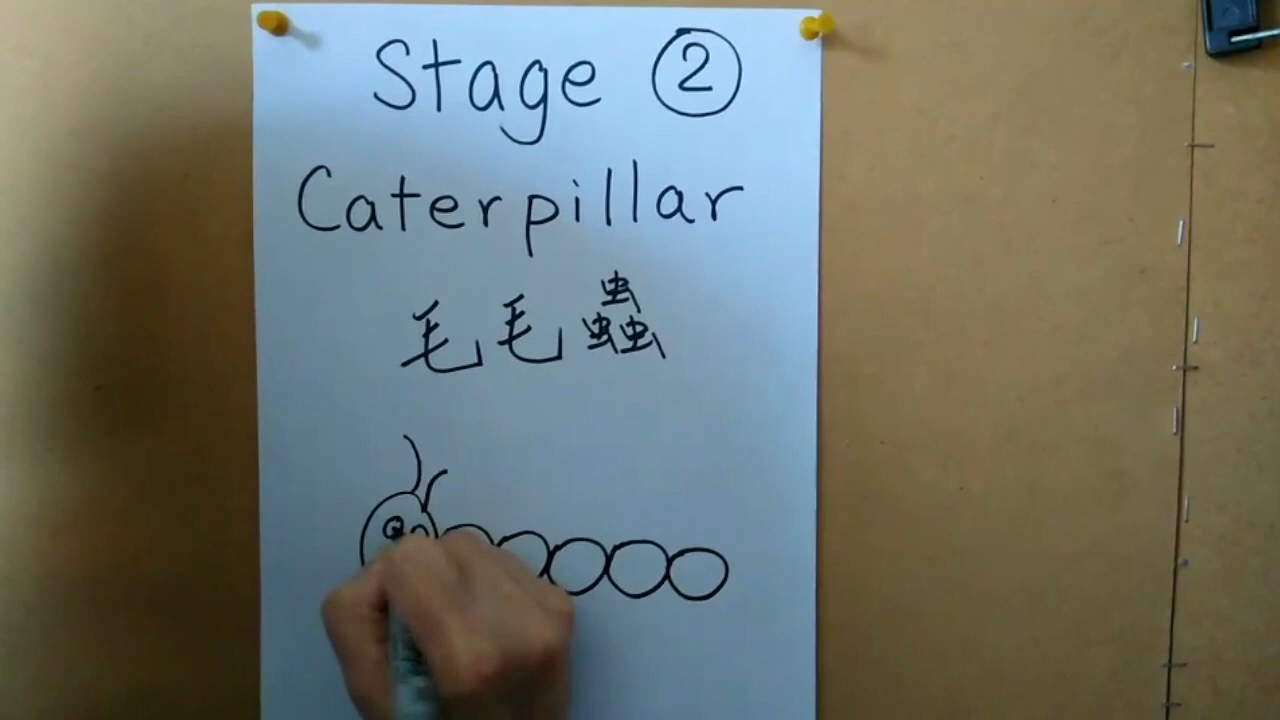 Stage ②
Caterpillar
毛毛蟲